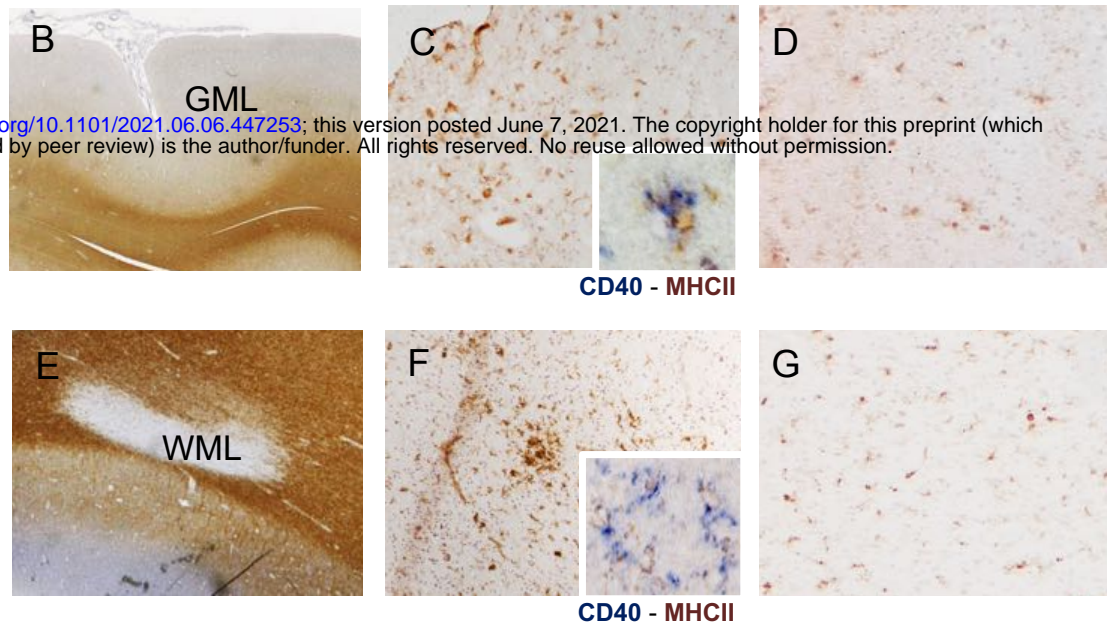 B
C
D
GML
org/10.1101/2021.06.06.447253; this version posted June 7, 2021. The copyright holder for this preprint (which
d by peer review) is the author/funder. All rights reserved. No reuse allowed without permission.
CD40 - MHCII
E
F
G
WML
CD40 - MHCII